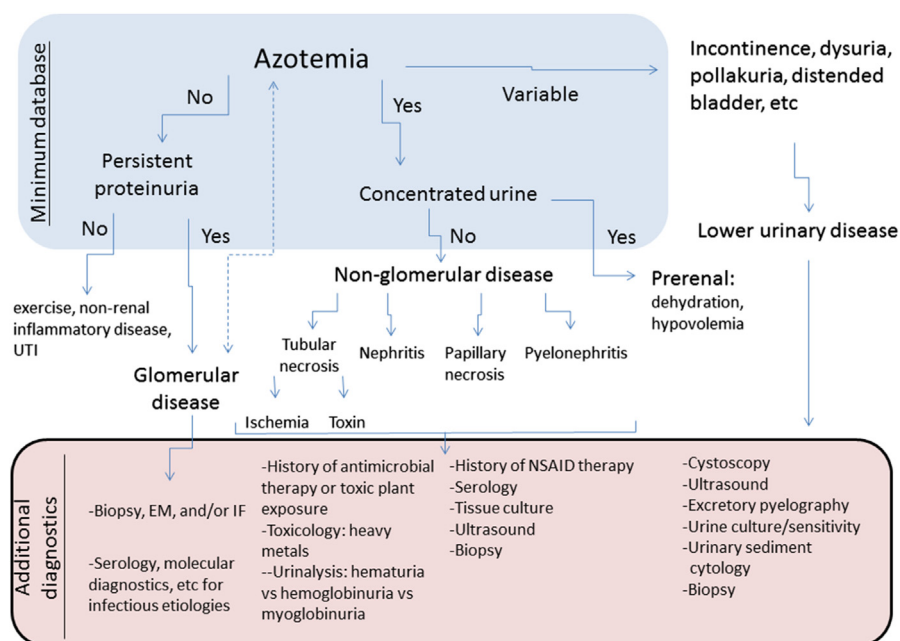 Minimum database
Azotemia
No
Yes
Variable
Incontinence, dysuria,
pollakuria, distended
bladder, etc
Persistent
proteinuria
Concentrated urine
No
Yes
No
Yes
Lower urinary disease
exercise, non-renal
inflammatory disease,
UTI
Non-glomerular disease
Prerenal:
dehydration,
hypovolemia
Glomerular
disease
Tubular
necrosis
Nephritis
Papillary
necrosis
Pyelonephritis
Ischemia
Toxin
Additional
diagnostics
-Biopsy, EM, and/or IF
-Serology, molecular
diagnostics, etc for
infectious etiologies
-History of antimicrobial
therapy or toxic plant
exposure
-Toxicology: heavy
metals
--Urinalysis: hematuria
vs hemoglobinuria vs
myoglobinuria
-History of NSAID therapy
-Serology
-Tissue culture
-Ultrasound
-Biopsy
-Cystoscopy
-Ultrasound
-Excretory pyelography
-Urine culture/sensitivity
-Urinary sediment
cytology
-Biopsy